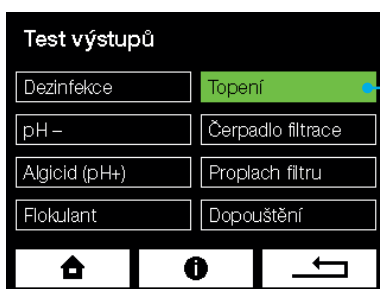 Test výstupů
Dezinfekce
Topení
pH –
Čerpadlo filtrace
Algicid (pH+)
Proplach filtru
Flokulant
Dopouštění